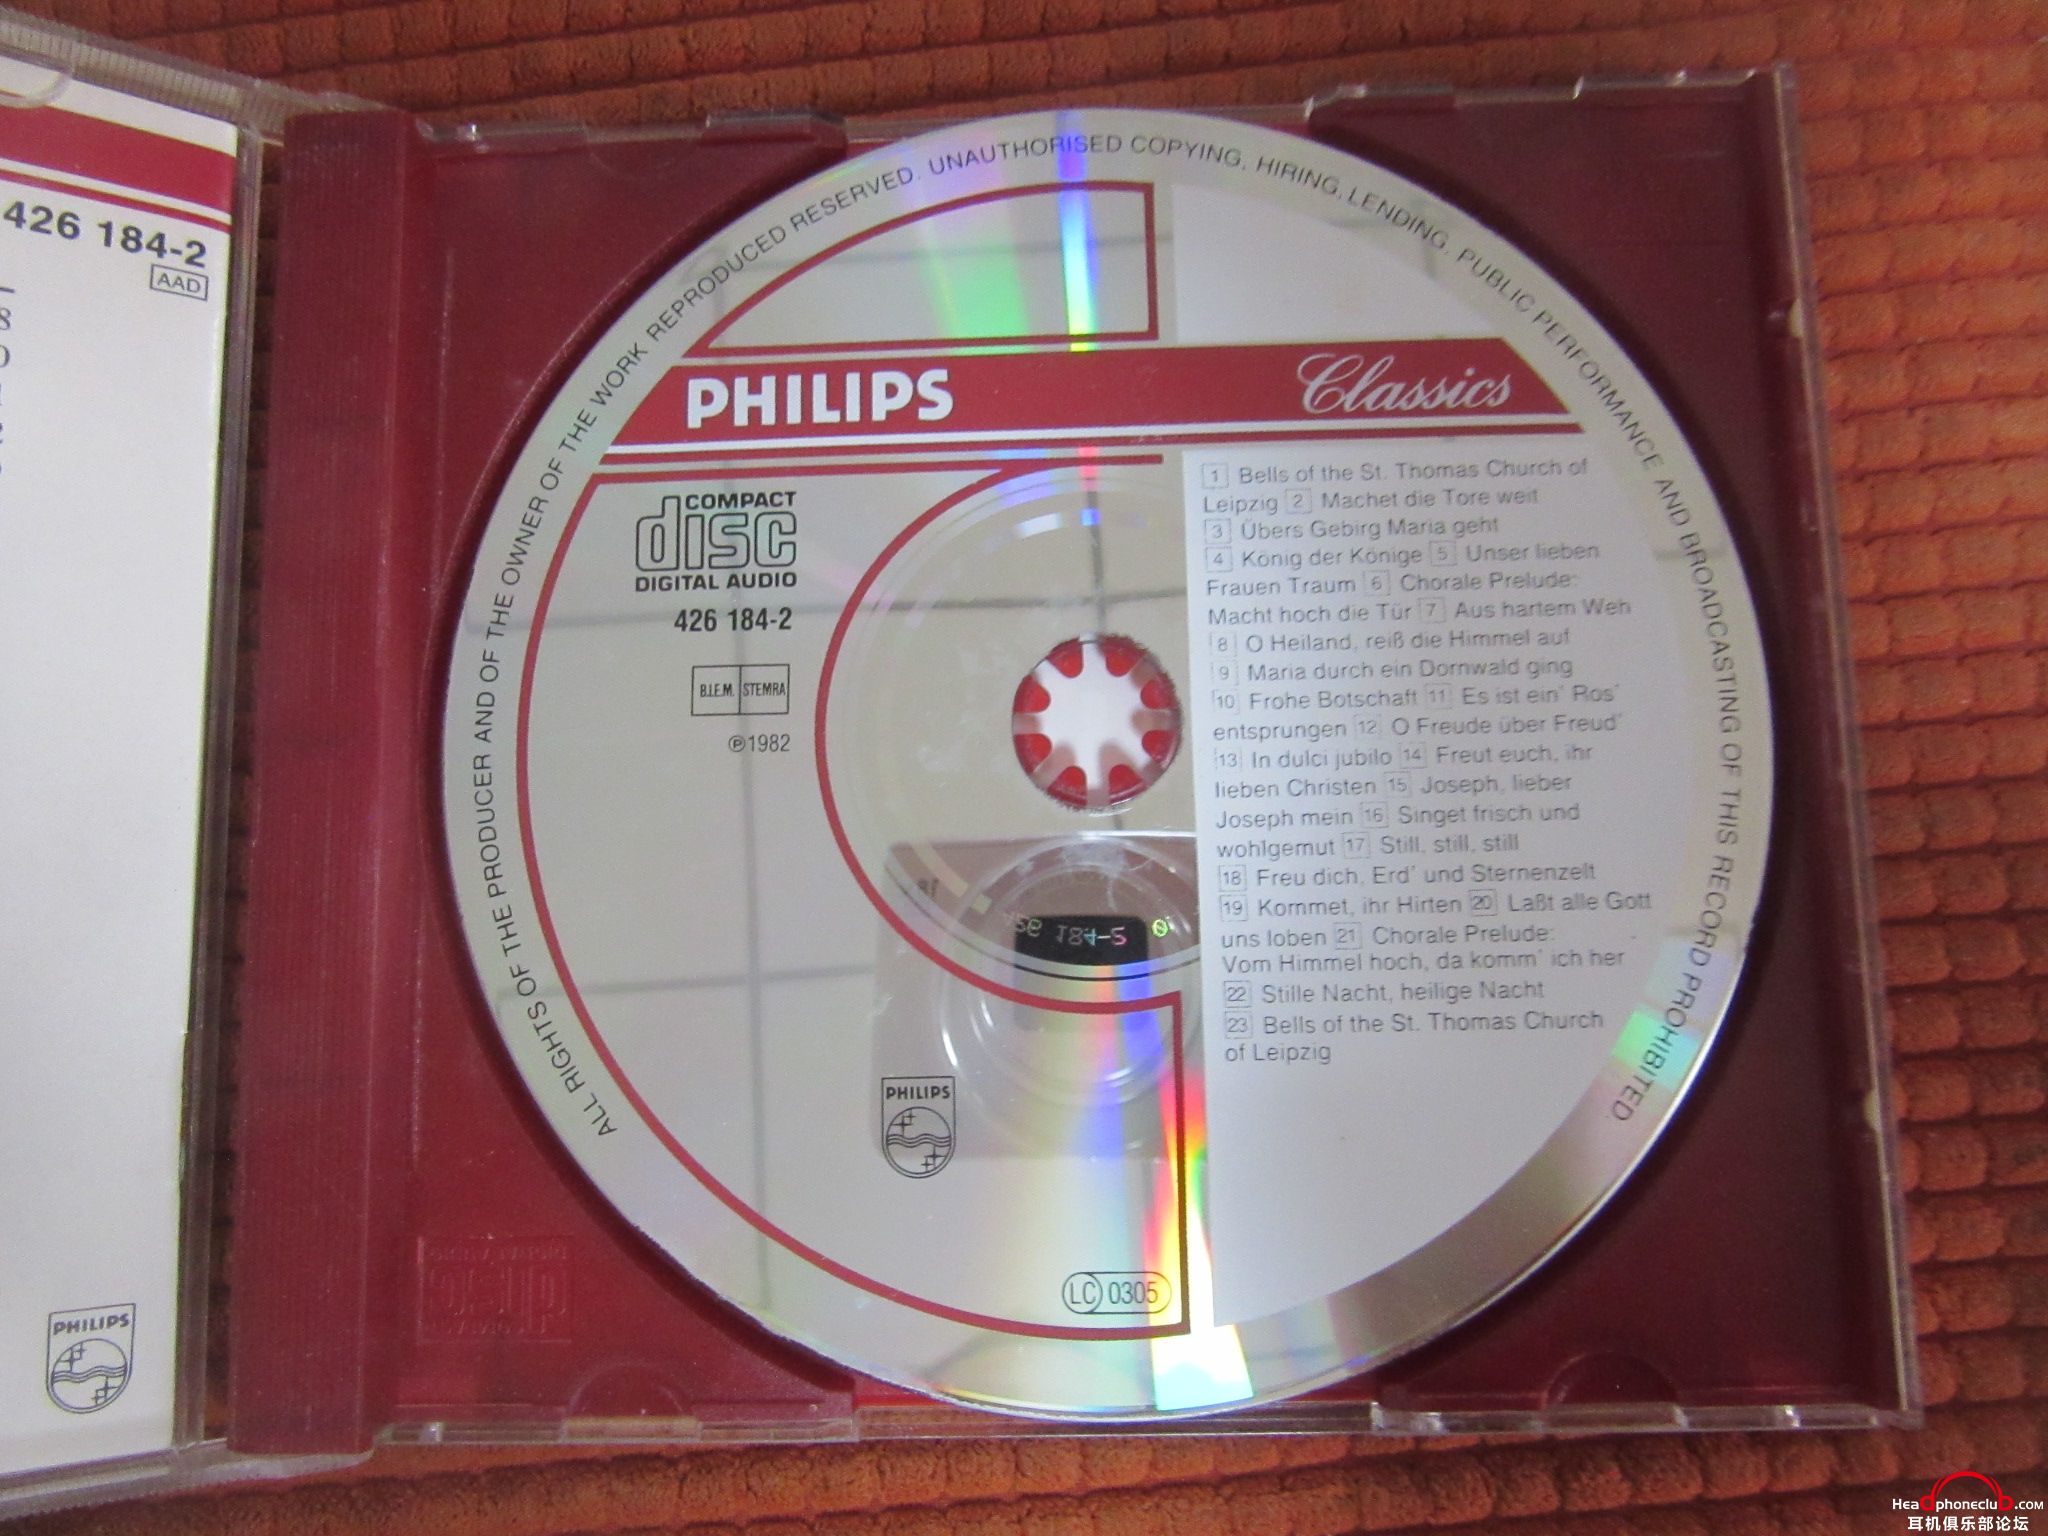 426 184-2
AAD
PHILIPS
ALL RIGHTS OF THE PRODUCER AND OF THE OWNER OF THE WORK REPRODUCED RESERVED. UNAUTHORISED COPYING, HIRING, LENDING, PUBLIC PERFORMANCE AND BROADCASTING OF THIS RECORD PROHIBITED.
PHILIPS Classics
COMPACT
disc
DIGITAL AUDIO
426 184-2
B.I.E.M. STEMRA
℗1982
1 Bells of the St. Thomas Church of
Leipzig 2 Machet die Tore weit
3 Übers Gebirg Maria geht
4 König der Könige 5 Unser lieben
Frauen Traum 6 Chorale Prelude:
Macht hoch die Tür 7 Aus hartem Weh
8 O Heiland, reiß die Himmel auf
9 Maria durch ein Dornwald ging
10 Frohe Botschaft 11 Es ist ein' Ros'
entsprungen 12 O Freude über Freud'
13 In dulci jubilo 14 Freut euch, ihr
lieben Christen 15 Joseph, lieber
Joseph mein 16 Singet frisch und
wohlgemut 17 Still, still, still
18 Freu dich, Erd' und Sternenzelt
19 Kommet, ihr Hirten 20 Laßt alle Gott
uns loben 21 Chorale Prelude:
Vom Himmel hoch, da komm' ich her
22 Stille Nacht, heilige Nacht
23 Bells of the St. Thomas Church
of Leipzig
PHILIPS
LC 0305
Headphoneclub.com
耳机俱乐部论坛